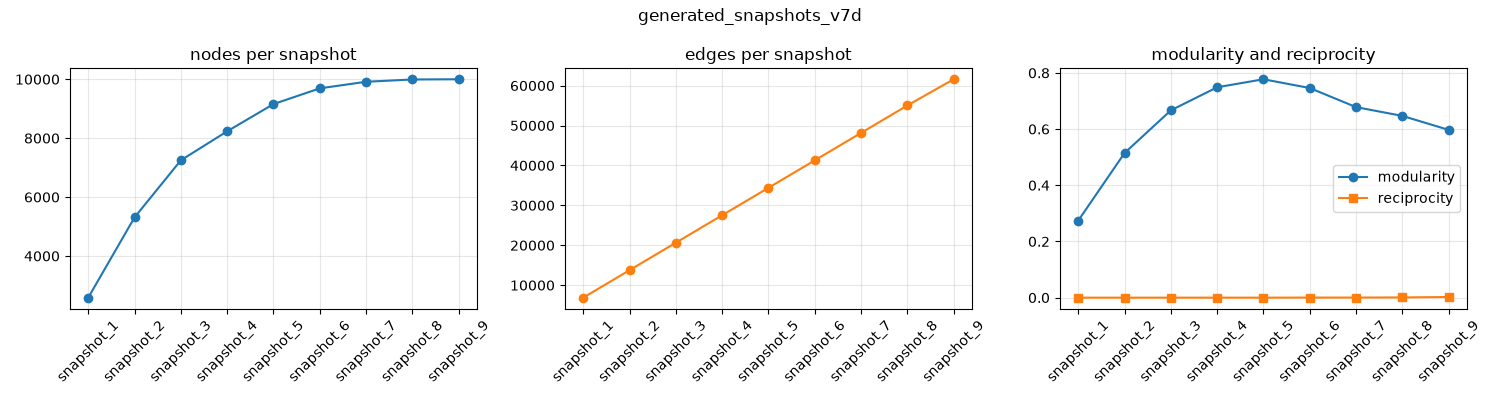 generated_snapshots_v7d
nodes per snapshot
10000
8000
6000
4000
snapshot_1
snapshot_2
snapshot_3
snapshot_4
snapshot_5
snapshot_6
snapshot_7
snapshot_8
snapshot_9
edges per snapshot
60000
50000
40000
30000
20000
10000
snapshot_1
snapshot_2
snapshot_3
snapshot_4
snapshot_5
snapshot_6
snapshot_7
snapshot_8
snapshot_9
modularity and reciprocity
0.8
0.6
0.4
0.2
0.0
modularity
reciprocity
snapshot_1
snapshot_2
snapshot_3
snapshot_4
snapshot_5
snapshot_6
snapshot_7
snapshot_8
snapshot_9